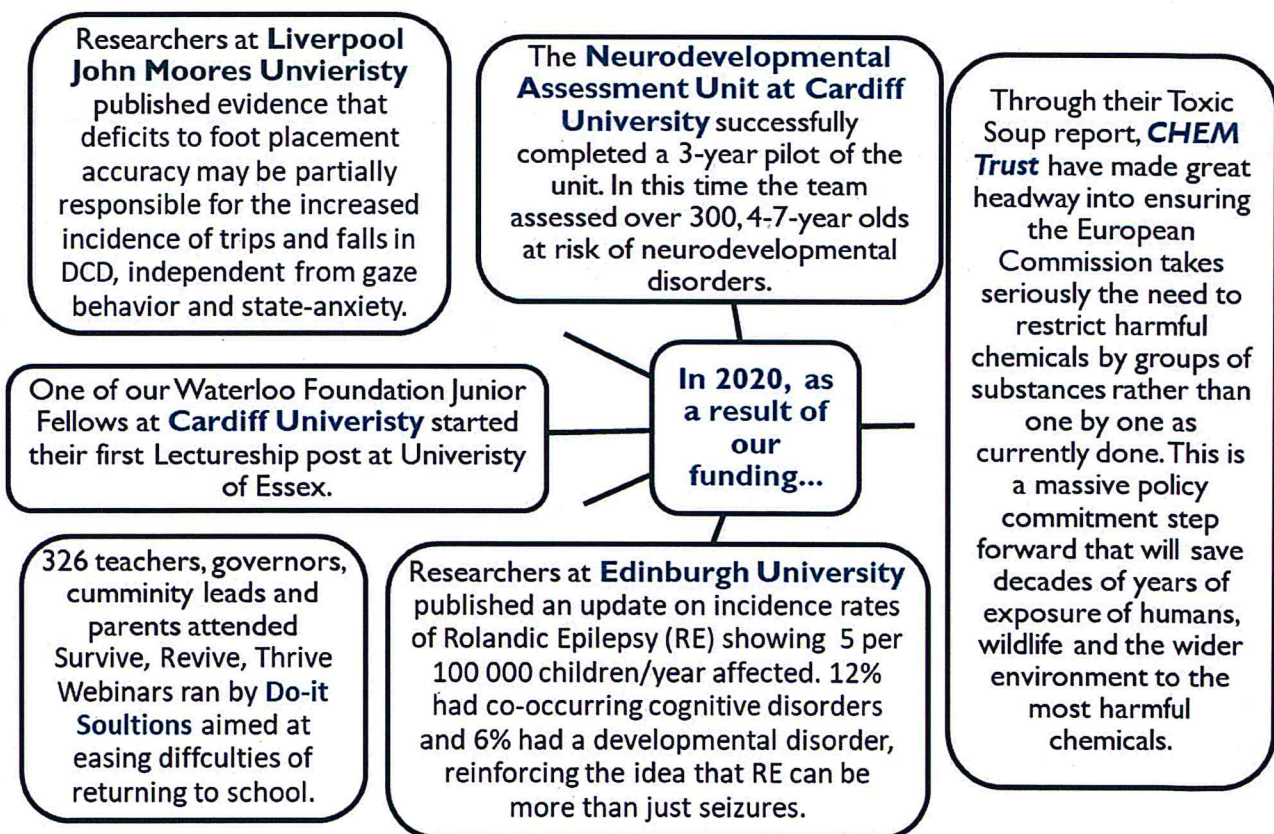 Researchers at Liverpool
John Moores Unvieristy
published evidence that
deficits to foot placement
accuracy may be partially
responsible for the increased
incidence of trips and falls in
DCD, independent from gaze
behavior and state-anxiety.
The Neurodevelopmental
Assessment Unit at Cardiff
University successfully
completed a 3-year pilot of the
unit. In this time the team
assessed over 300, 4-7-year olds
at risk of neurodevelopmental
disorders.
Through their Toxic
Soup report, CHEM
Trust have made great
headway into ensuring
the European
Commission takes
seriously the need to
restrict harmful
chemicals by groups of
substances rather than
one by one as
currently done. This is
a massive policy
commitment step
forward that will save
decades of years of
exposure of humans,
wildlife and the wider
environment to the
most harmful
chemicals.
One of our Waterloo Foundation Junior
Fellows at Cardiff Univeristy started
their first Lectureship post at Univeristy
of Essex.
In 2020, as
a result of
our
funding...
326 teachers, governors,
cumminity leads and
parents attended
Survive, Revive, Thrive
Webinars ran by Do-it
Soultions aimed at
easing diffculties of
returning to school.
Researchers at Edinburgh University
published an update on incidence rates
of Rolandic Epilepsy (RE) showing 5 per
100 000 children/year affected. 12%
had co-occurring cognitive disorders
and 6% had a developmental disorder,
reinforcing the idea that RE can be
more than just seizures.